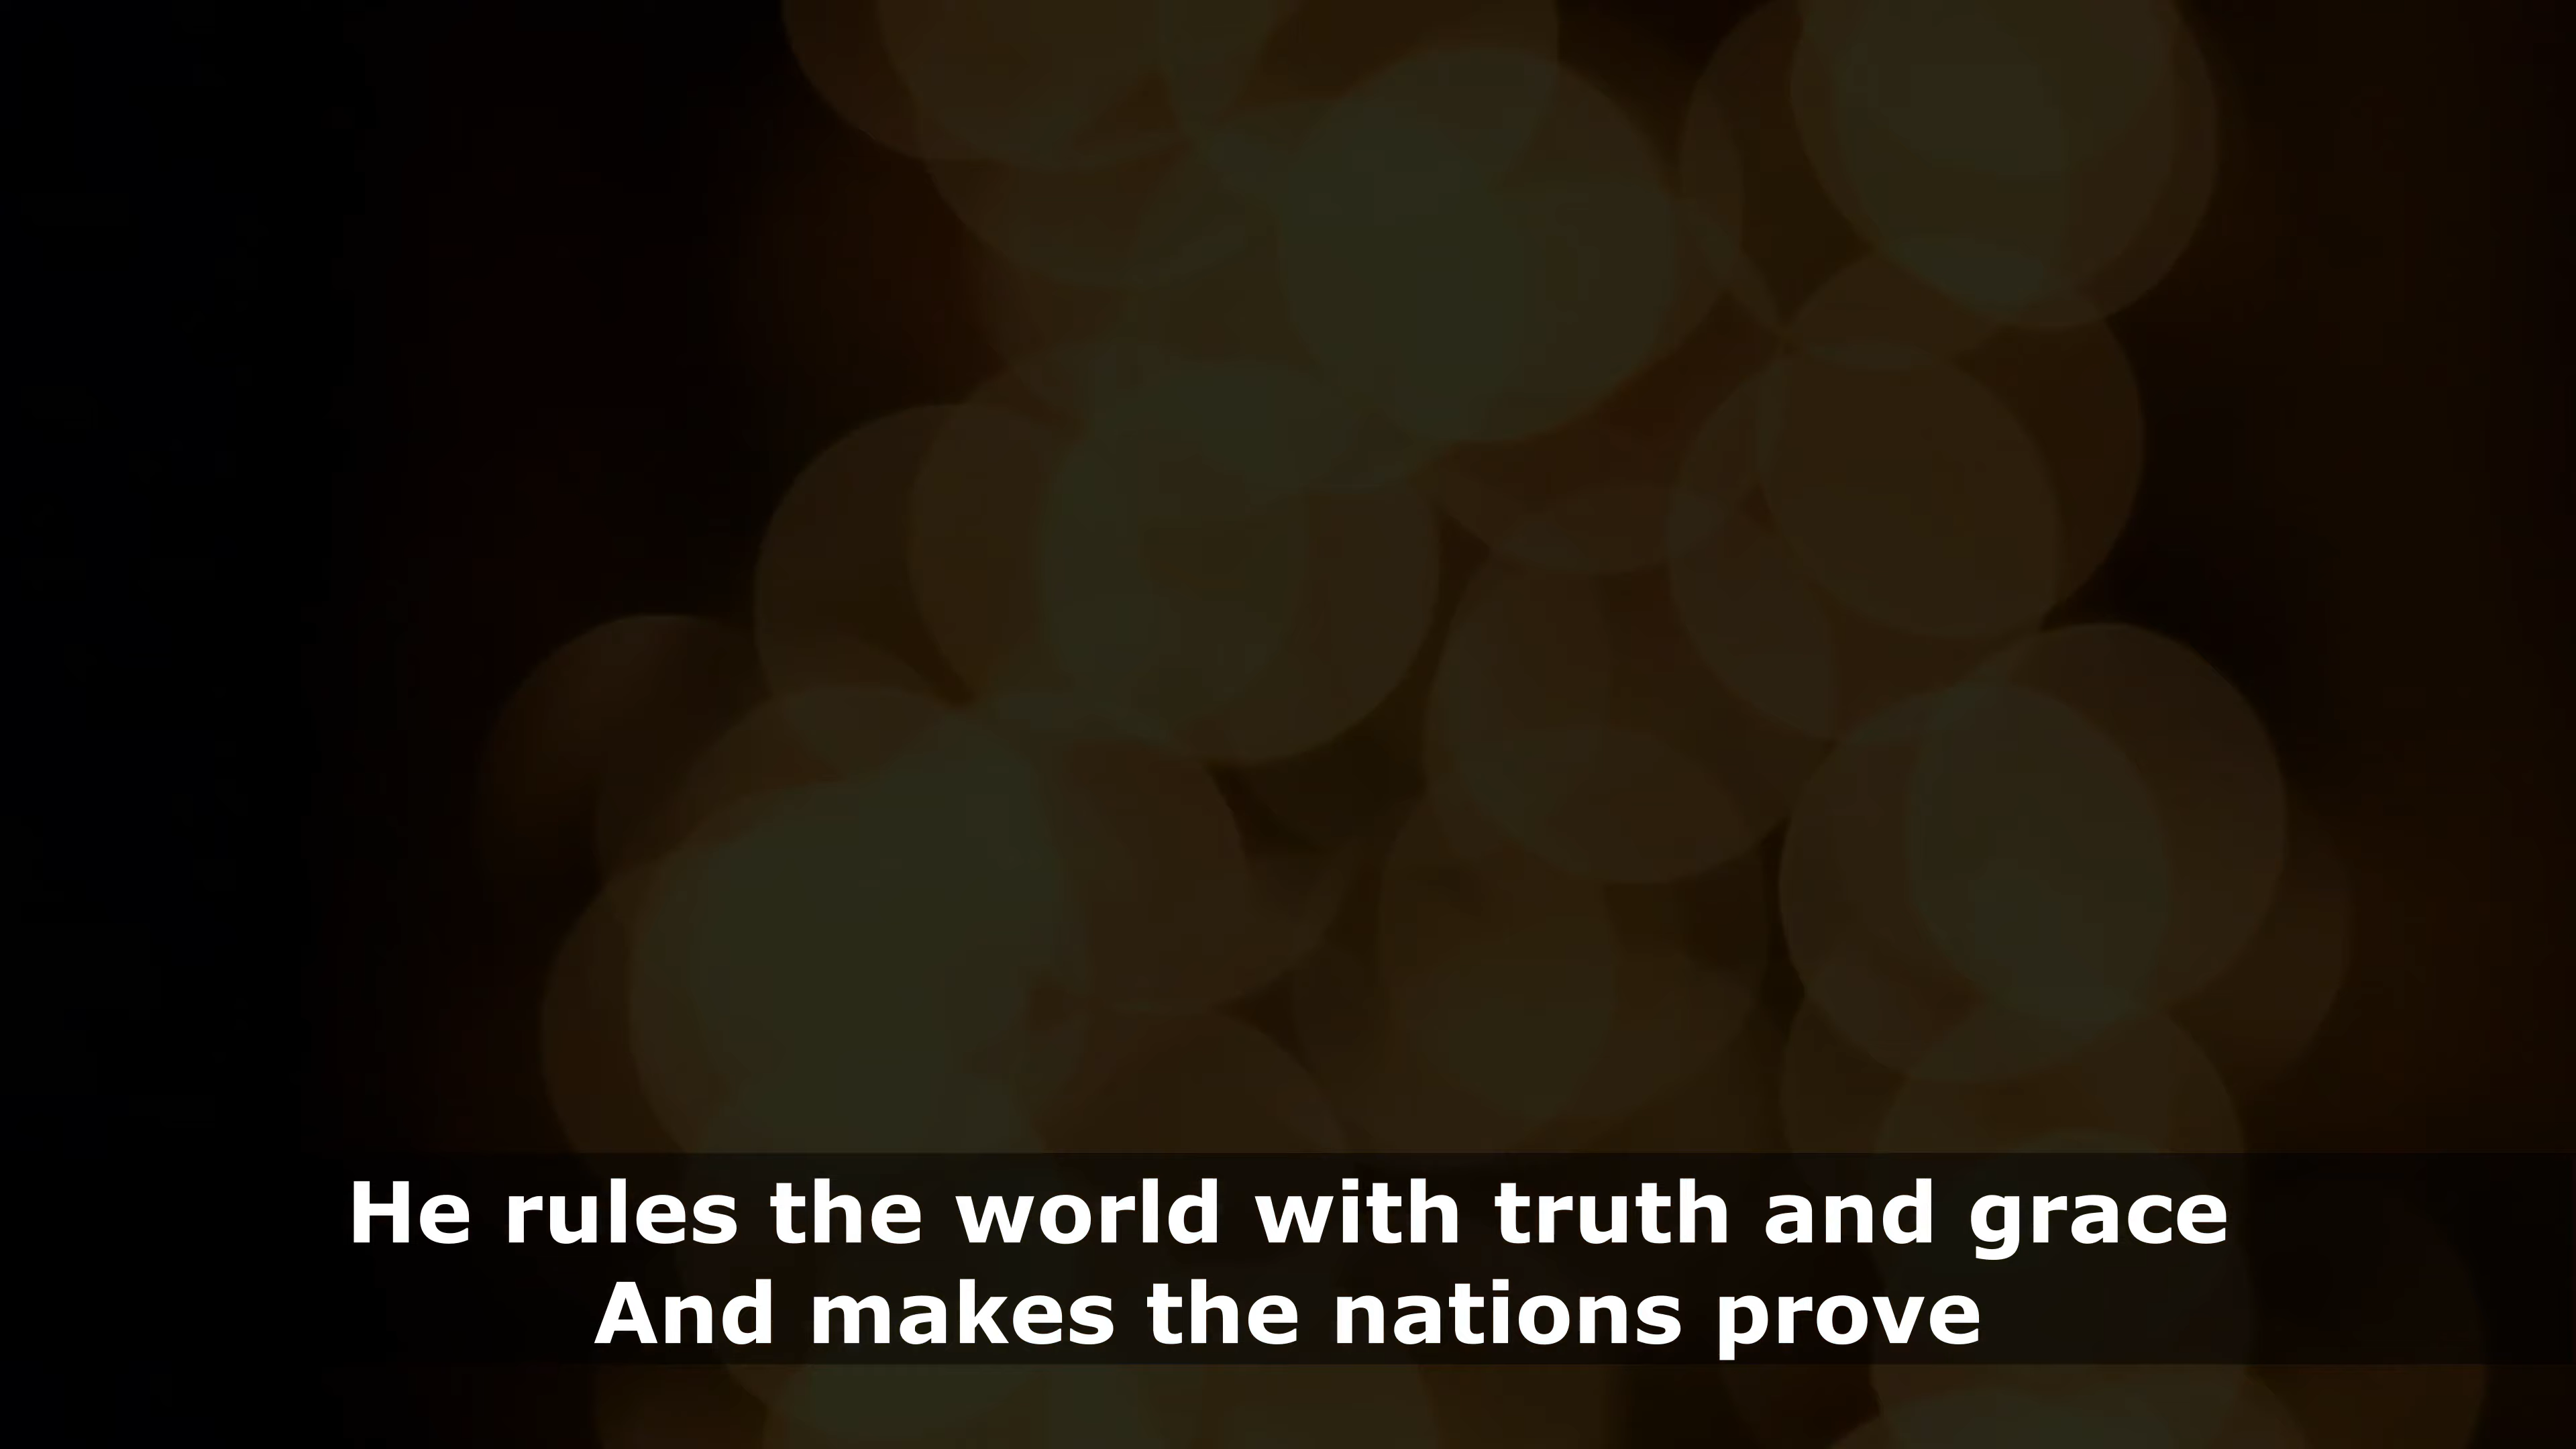 He rules the world with truth and grace
And makes the nations prove